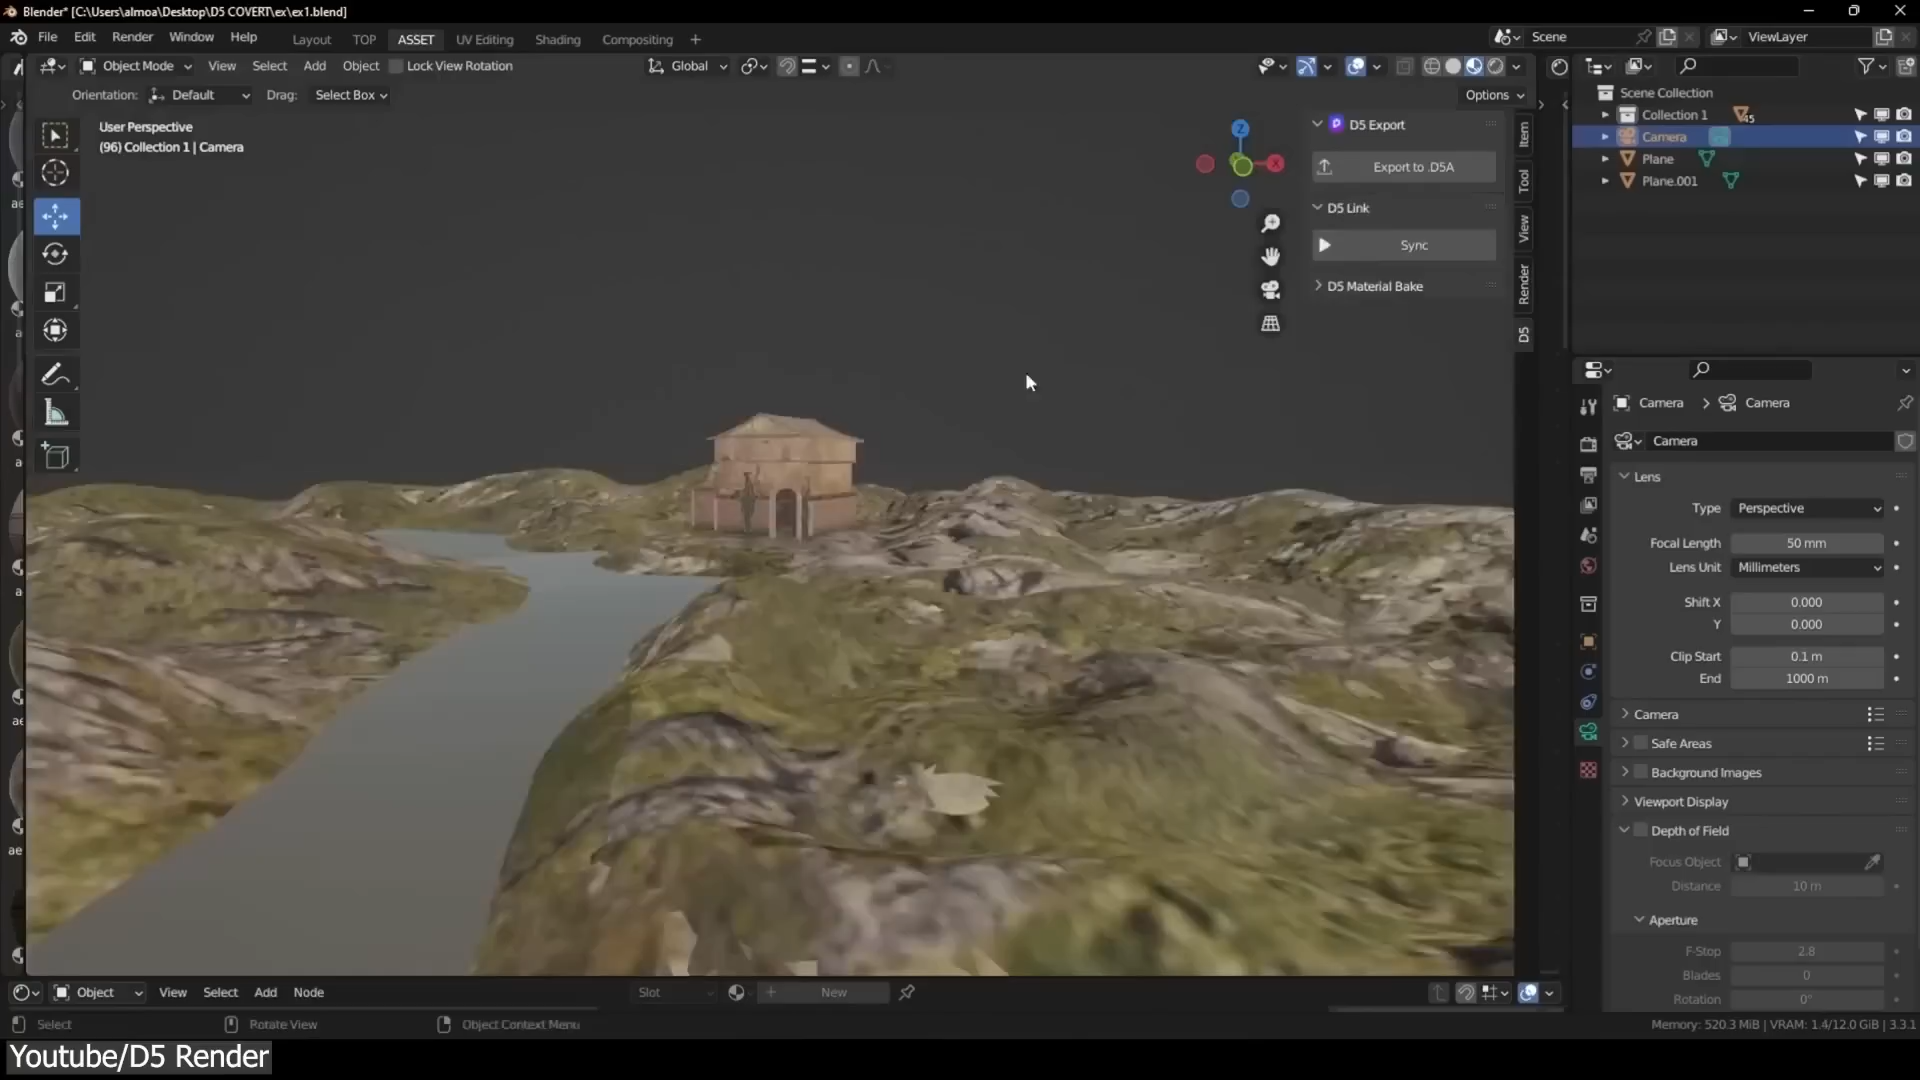 Blender* [C:\Users\almoa\Desktop\D5 COVERT\ex\ex1.blend]
File Edit Render Window Help Layout TOP ASSET UV Editing Shading Compositing + Scene ViewLayer
Object Mode View Select Add Object Lock View Rotation Global
Orientation: Default Drag: Select Box Options
User Perspective
(96) Collection 1 | Camera
Z
X
D5 Export
Export to .D5A
D5 Link
Sync
D5 Material Bake
Item
Tool
View
Render
D5
Scene Collection
Collection 1 45
Camera
Plane
Plane.001
Camera > Camera
Camera
Lens
Type Perspective
Focal Length 50 mm
Lens Unit Millimeters
Shift X 0.000
Y 0.000
Clip Start 0.1 m
End 1000 m
Camera
Safe Areas
Background Images
Viewport Display
Depth of Field
Focus Object
Distance 10 m
Aperture
F-Stop 2.8
Blades 0
Rotation 0°
ae
a
a
a
a
ae
Object View Select Add Node Slot New
Select Rotate View Object Context Menu Memory: 520.3 MiB | VRAM: 1.4/12.0 GiB | 3.3.1
Youtube/D5 Render